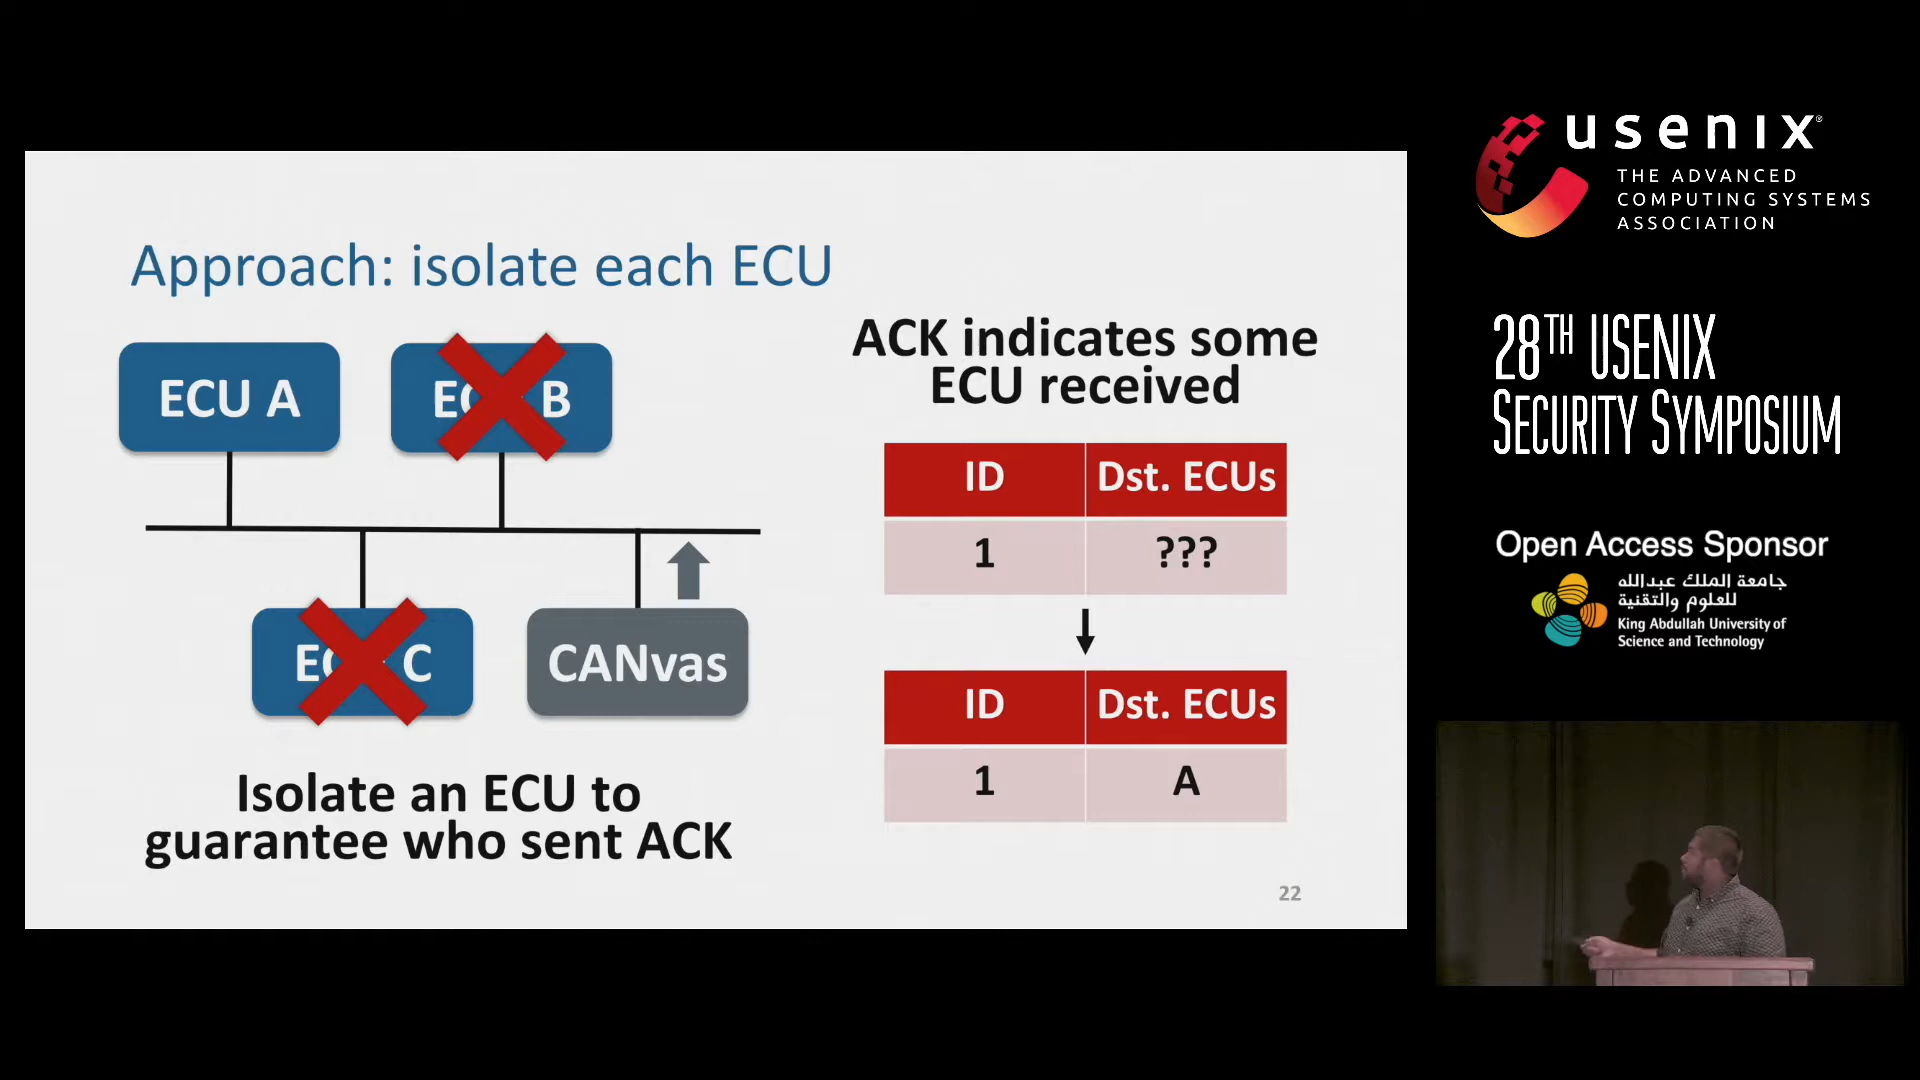 Approach: isolate each ECU
ECU A
B
C
CANvas
Isolate an ECU to
guarantee who sent ACK
ACK indicates some
ECU received
ID Dst. ECUs
1 ???
ID Dst. ECUs
1 A
22
usenix®
THE ADVANCED
COMPUTING SYSTEMS
ASSOCIATION
28TH USENIX
SECURITY SYMPOSIUM
Open Access Sponsor
جامعة الملك عبدالله
للعلوم والتقنية
King Abdullah University of
Science and Technology